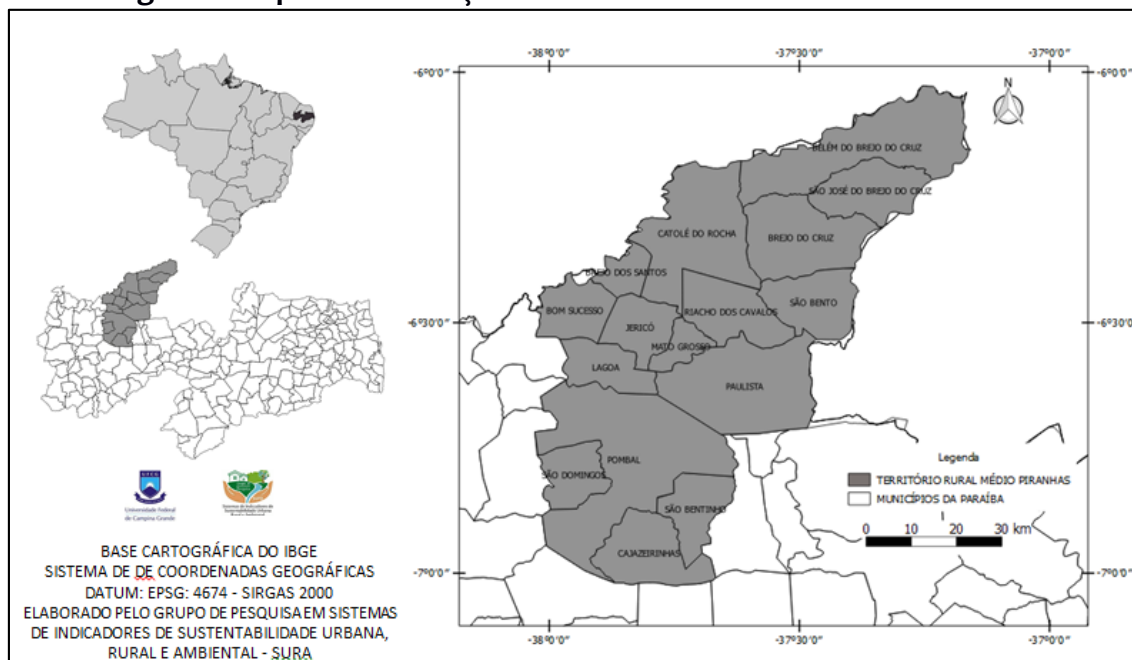 -38°0'0"
-37°30'0"
-37°0'0"
-6°0'0"
-6°0'0"
N
BELÉM DO BREJO DO CRUZ
SÃO JOSÉ DO BREJO DO CRUZ
CATOLÉ DO ROCHA
BREJO DO CRUZ
BREJO DOS SANTOS
BOM SUCESSO
RIACHO DOS CAVALOS
SÃO BENTO
JERICÓ
-6°30'0"
-6°30'0"
MATO GROSSO
LAGOA
PAULISTA
POMBAL
SÃO DOMINGOS
SÃO BENTINHO
CAJAZEIRINHAS
Legenda
TERRITÓRIO RURAL MÉDIO PIRANHAS
MUNICÍPIOS DA PARAÍBA
0 10 20 30 km
-7°0'0"
-7°0'0"
-38°0'0"
-37°30'0"
-37°0'0"
Universidade Federal
de Campina Grande
BASE CARTOGRÁFICA DO IBGE
SISTEMA DE DE COORDENADAS GEOGRÁFICAS
DATUM: EPSG: 4674 - SIRGAS 2000
ELABORADO PELO GRUPO DE PESQUISA EM SISTEMAS
DE INDICADORES DE SUSTENTABILIDADE URBANA,
RURAL E AMBIENTAL - SURA